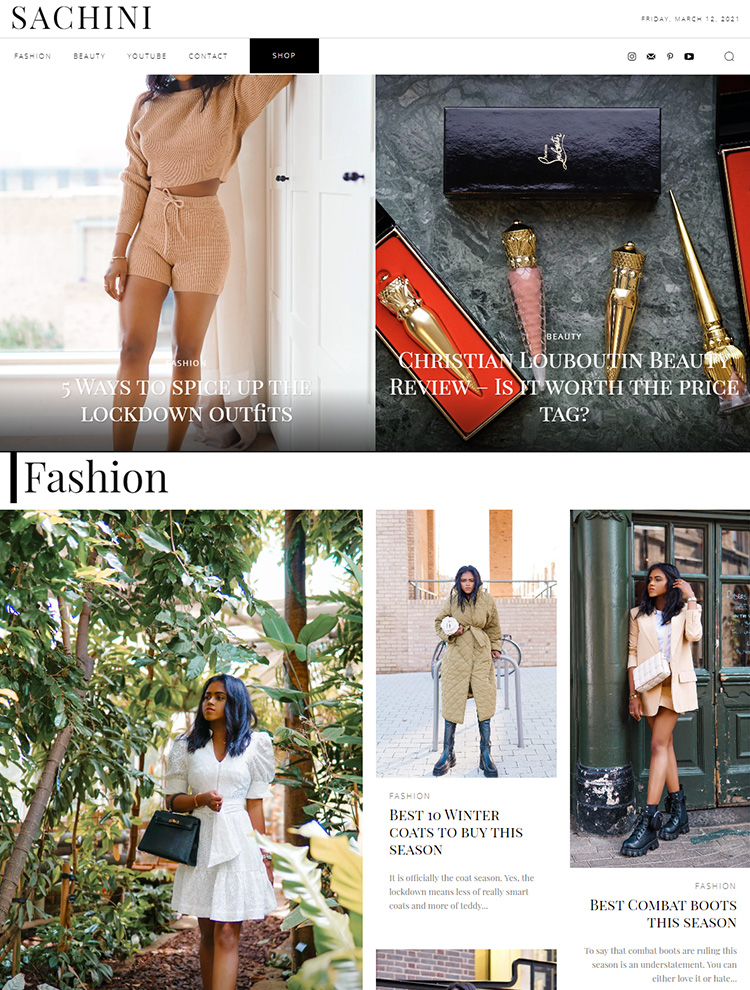 SACHINI
FRIDAY, MARCH 12, 2021
FASHION
BEAUTY
YOUTUBE
CONTACT
SHOP
FASHION
5 Ways to spice up the
lockdown outfits
BEAUTY
Christian Louboutin Beauty
Review – Is it worth the price
tag?
Fashion
FASHION
Best 10 Winter
coats to buy this
season
It is officially the coat season. Yes, the
lockdown means less of really smart
coats and more of teddy...
FASHION
Best Combat boots
this season
To say that combat boots are ruling this
season is an understatement. You can
either love it or hate...